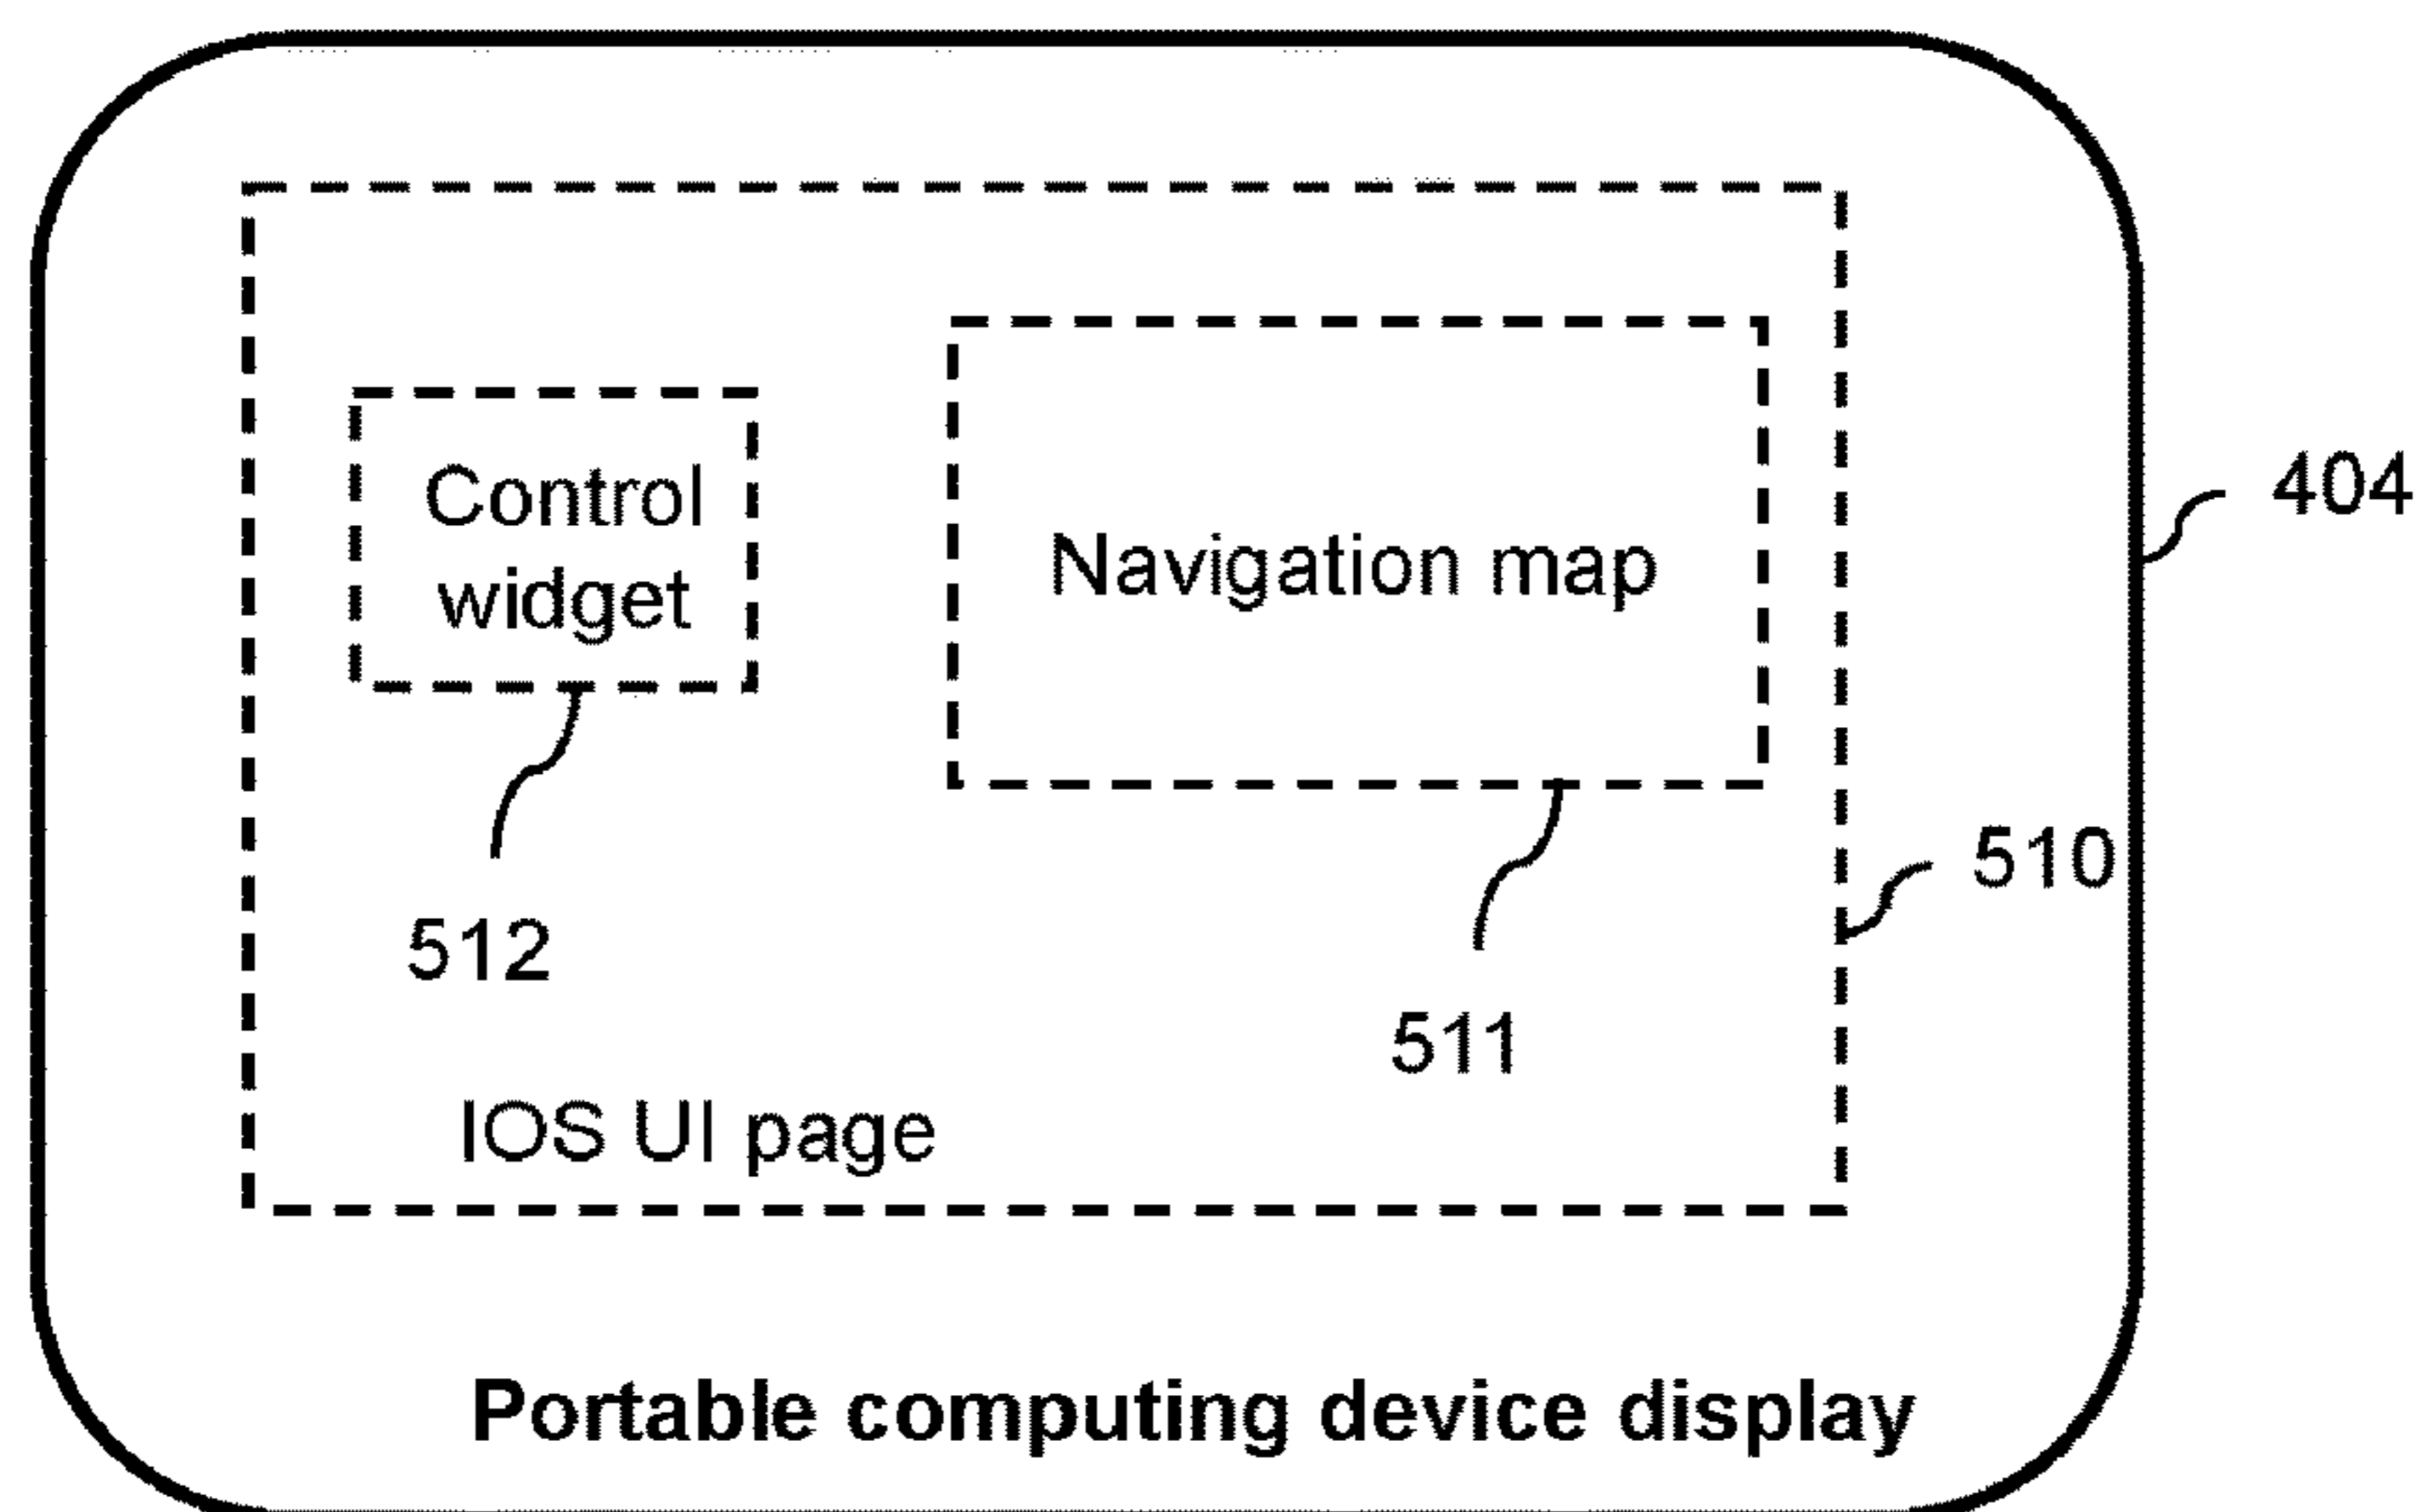 Control
widget
Navigation map
404
510
512
511
IOS UI page
Portable computing device display